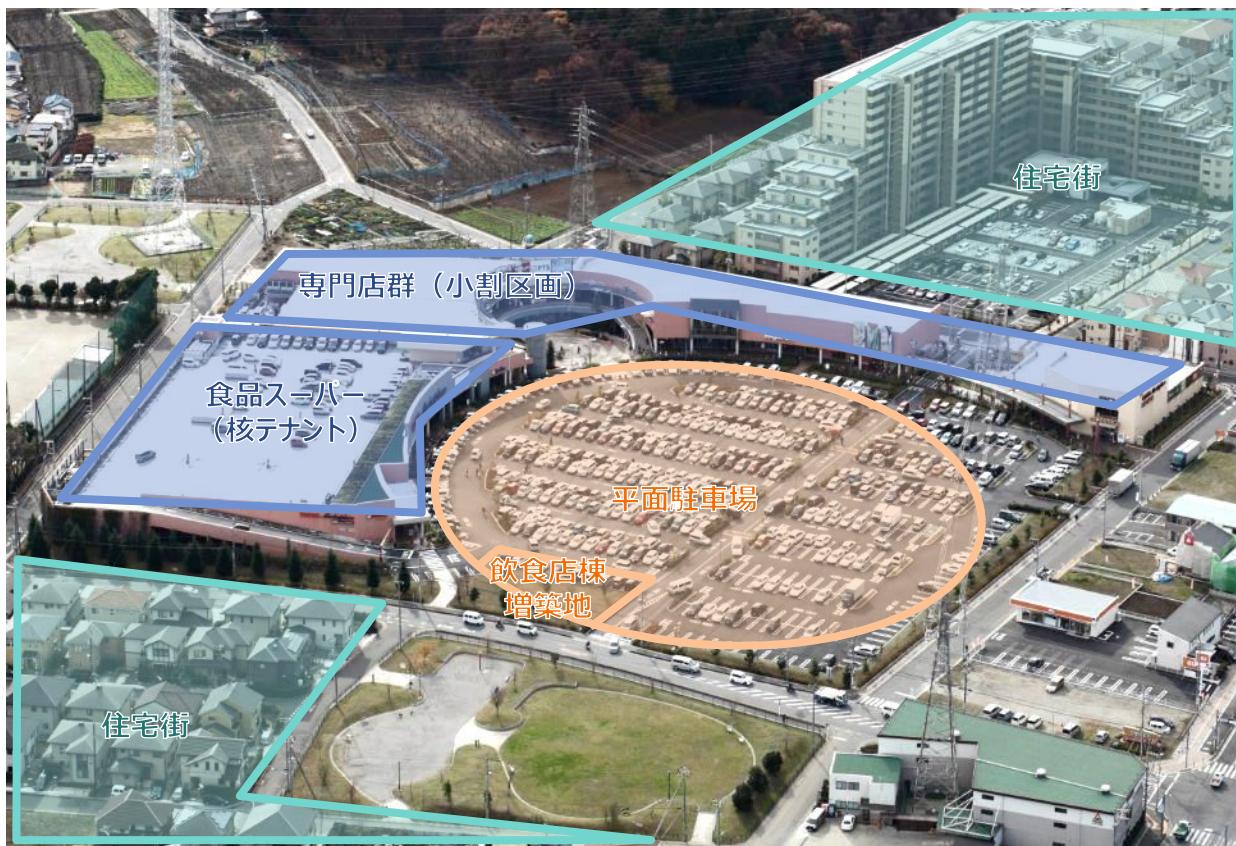 住宅街
専門店群（小割区画）
食品スーパー
（核テナント）
平面駐車場
飲食店棟
増築地
住宅街